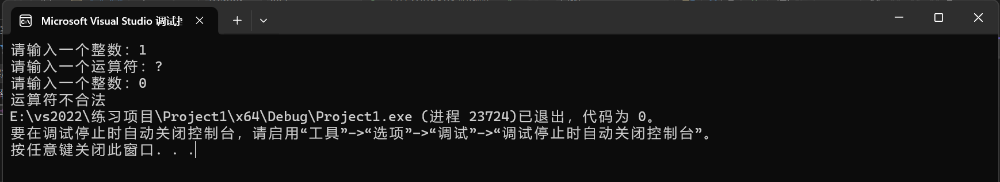 Microsoft Visual Studio 调试
请输入一个整数: 1
请输入一个运算符: ?
请输入一个整数: 0
运算符不合法
E:\vs2022\练习项目\Project1\x64\Debug\Project1.exe (进程 23724)已退出，代码为 0。
要在调试停止时自动关闭控制台，请启用“工具”->“选项”->“调试”->“调试停止时自动关闭控制台”。
按任意键关闭此窗口. . .